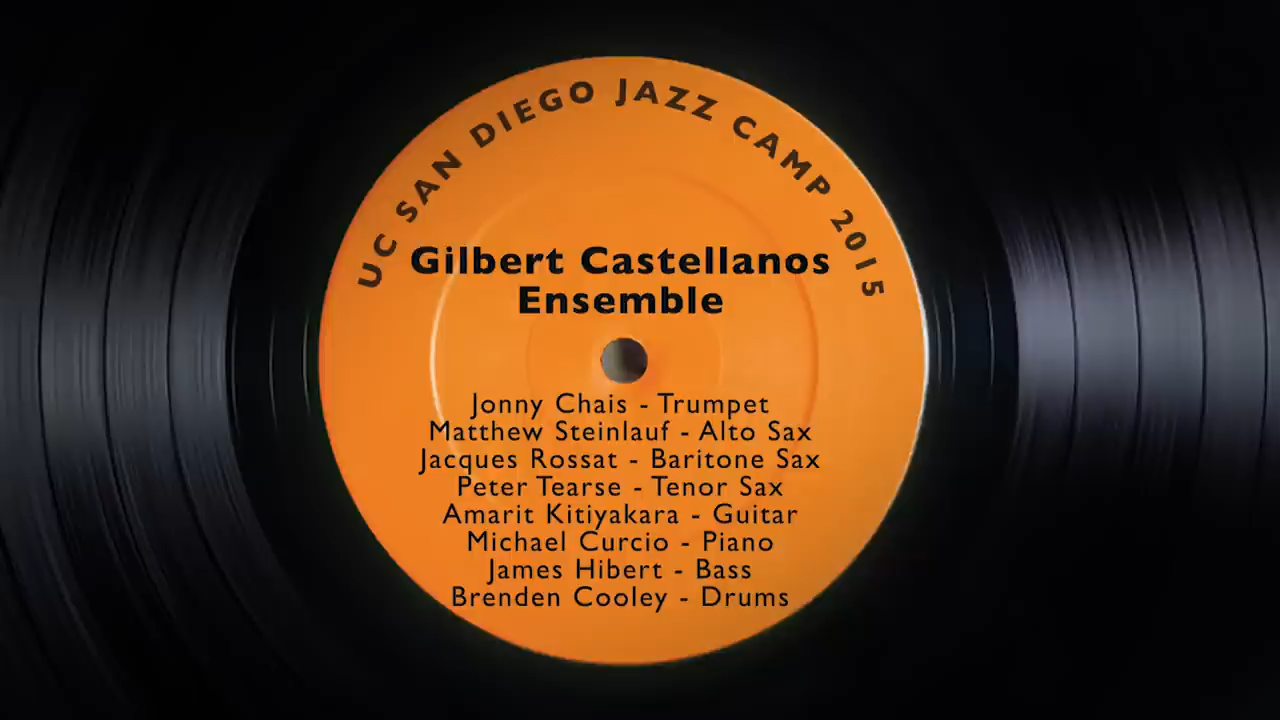 UC SAN DIEGO JAZZ CAMP 2015
Gilbert Castellanos
Ensemble
Jonny Chais - Trumpet
Matthew Steinlauf - Alto Sax
Jacques Rossat - Baritone Sax
Peter Tearse - Tenor Sax
Amarit Kitiyakara - Guitar
Michael Curcio - Piano
James Hibert - Bass
Brenden Cooley - Drums